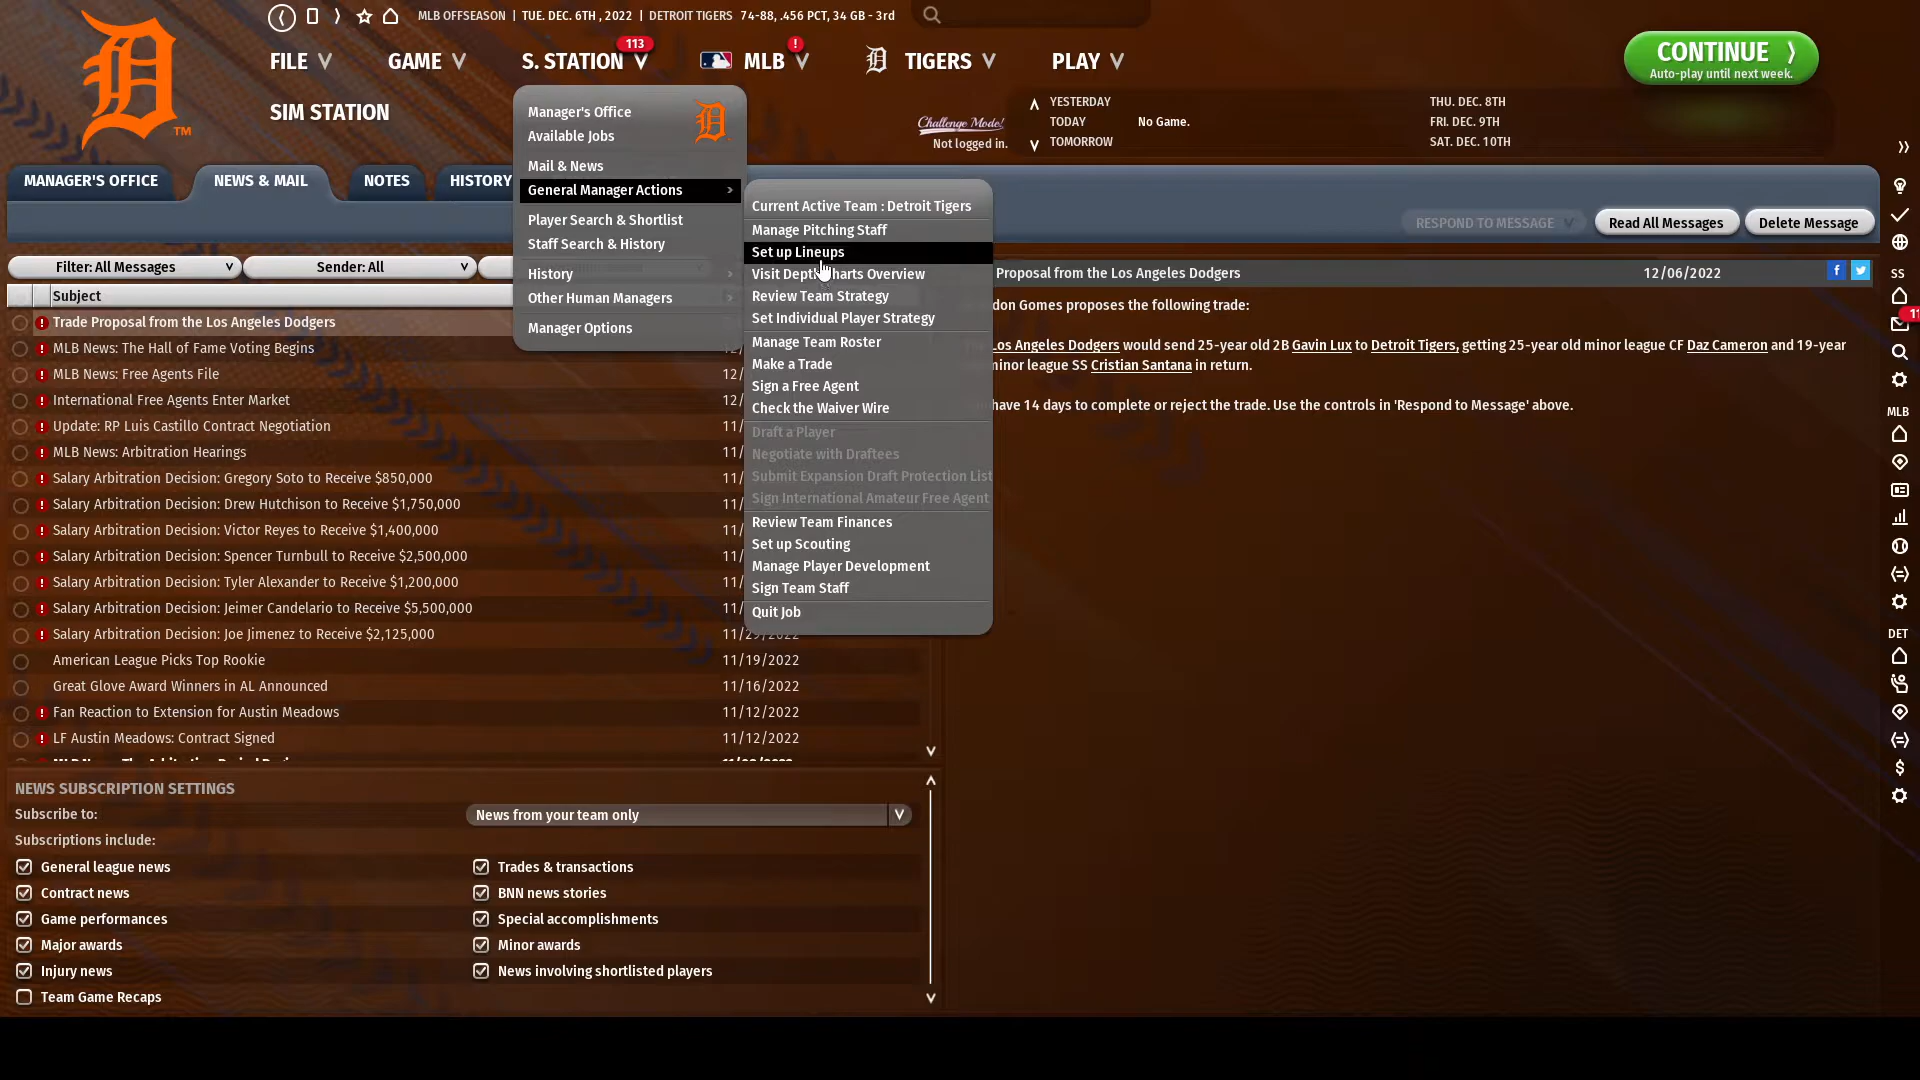 MLB OFFSEASON | TUE. DEC. 6TH , 2022 | DETROIT TIGERS 74-88, .456 PCT, 34 GB - 3rd
113
!
FILE GAME S. STATION MLB TIGERS PLAY
CONTINUE
Auto-play until next week.
SIM STATION
Challenge Mode!
Not logged in.
YESTERDAY
TODAY No Game.
TOMORROW
THU. DEC. 8TH
FRI. DEC. 9TH
SAT. DEC. 10TH
MANAGER'S OFFICE NEWS & MAIL NOTES HISTORY
Manager's Office
Available Jobs
Mail & News
General Manager Actions
Player Search & Shortlist
Staff Search & History
History
Other Human Managers
Manager Options
Current Active Team : Detroit Tigers
Manage Pitching Staff
Set up Lineups
Visit Depth Charts Overview
Review Team Strategy
Set Individual Player Strategy
Manage Team Roster
Make a Trade
Sign a Free Agent
Check the Waiver Wire
Draft a Player
Negotiate with Draftees
Submit Expansion Draft Protection List
Sign International Amateur Free Agent
Review Team Finances
Set up Scouting
Manage Player Development
Sign Team Staff
Quit Job
RESPOND TO MESSAGE Read All Messages Delete Message
Filter: All Messages Sender: All
Subject
Trade Proposal from the Los Angeles Dodgers
MLB News: The Hall of Fame Voting Begins 12/
MLB News: Free Agents File 12/
International Free Agents Enter Market 12/
Update: RP Luis Castillo Contract Negotiation 11/
MLB News: Arbitration Hearings 11/
Salary Arbitration Decision: Gregory Soto to Receive $850,000 11/
Salary Arbitration Decision: Drew Hutchison to Receive $1,750,000 11/
Salary Arbitration Decision: Victor Reyes to Receive $1,400,000 11/
Salary Arbitration Decision: Spencer Turnbull to Receive $2,500,000 11/
Salary Arbitration Decision: Tyler Alexander to Receive $1,200,000 11/
Salary Arbitration Decision: Jeimer Candelario to Receive $5,500,000 11/
Salary Arbitration Decision: Joe Jimenez to Receive $2,125,000 11/29/2022
American League Picks Top Rookie 11/19/2022
Great Glove Award Winners in AL Announced 11/16/2022
Fan Reaction to Extension for Austin Meadows 11/12/2022
LF Austin Meadows: Contract Signed 11/12/2022
Proposal from the Los Angeles Dodgers 12/06/2022
don Gomes proposes the following trade:
Los Angeles Dodgers would send 25-year old 2B Gavin Lux to Detroit Tigers, getting 25-year old minor league CF Daz Cameron and 19-year
minor league SS Cristian Santana in return.
have 14 days to complete or reject the trade. Use the controls in 'Respond to Message' above.
NEWS SUBSCRIPTION SETTINGS
Subscribe to: News from your team only
Subscriptions include:
General league news Trades & transactions
Contract news BNN news stories
Game performances Special accomplishments
Major awards Minor awards
Injury news News involving shortlisted players
Team Game Recaps
SS
11
MLB
DET